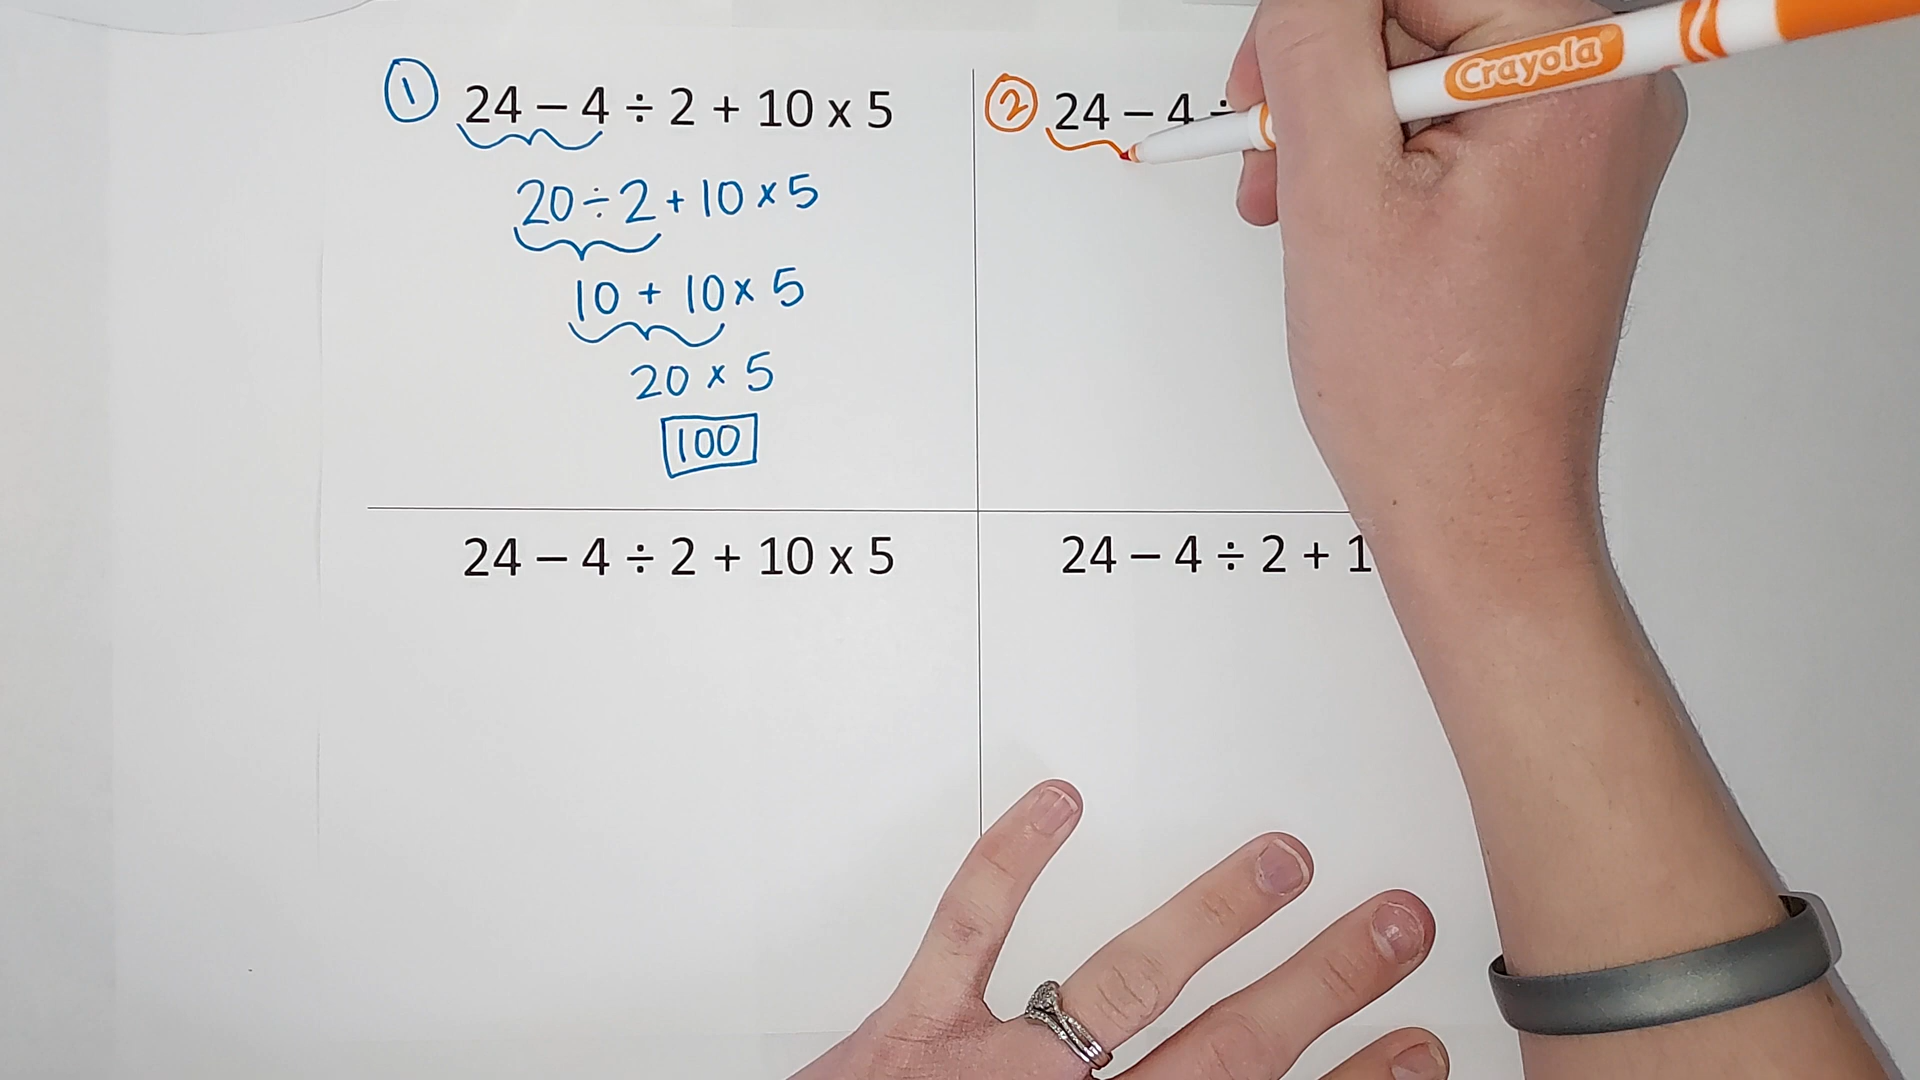 ① 24 – 4 ÷ 2 + 10 x 5
20 ÷ 2 + 10 × 5
10 + 10 × 5
20 × 5
100
② 24 – 4 ÷
Crayola
24 – 4 ÷ 2 + 10 x 5
24 – 4 ÷ 2 + 1